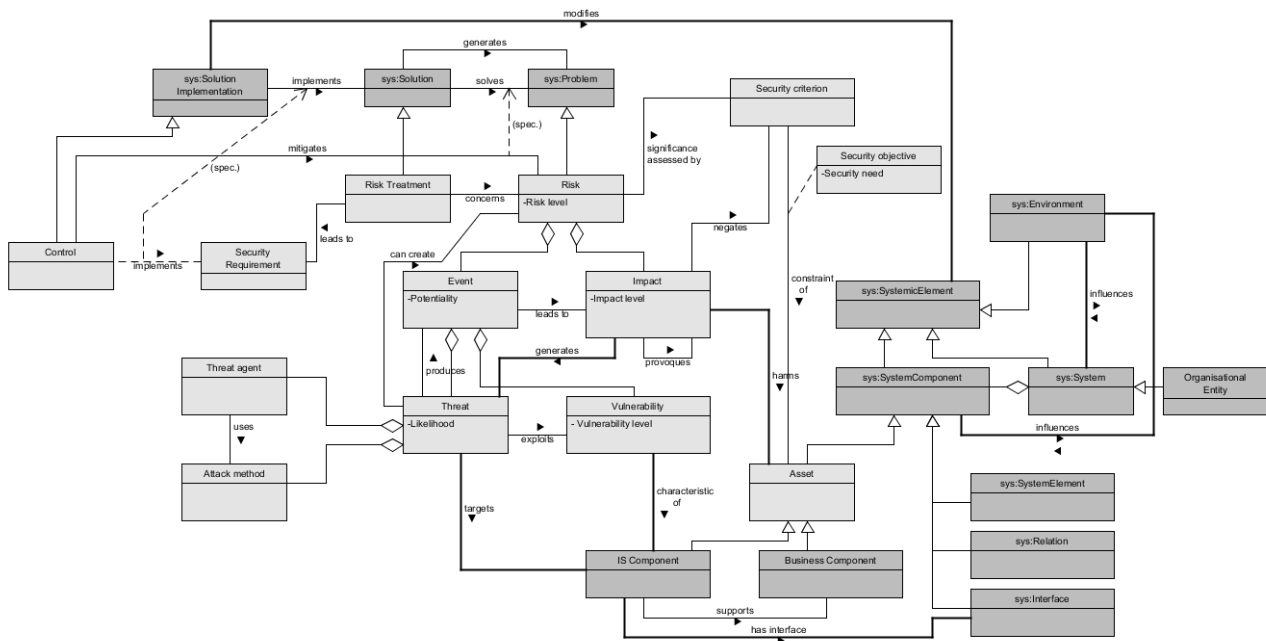 modifies
generates
sys:Solution
Implementation
implements
sys:Solution
solves
sys:Problem
Security criterion
(spec.)
significance
assessed by
(spec.)
mitigates
Security objective
-Security need
Risk Treatment
concerns
Risk
-Risk level
sys:Environment
leads to
negates
Control
implements
Security
Requirement
can create
Event
-Potentiality
leads to
Impact
-Impact level
constraint
of
sys:SystemicElement
influences
produces
generates
provoques
Threat agent
harms
sys:SystemComponent
sys:System
Organisational
Entity
Threat
-Likelihood
exploits
Vulnerability
- Vulnerability level
uses
influences
Attack method
Asset
sys:SystemElement
targets
characteristic
of
sys:Relation
IS Component
Business Component
supports
sys:Interface
has interface